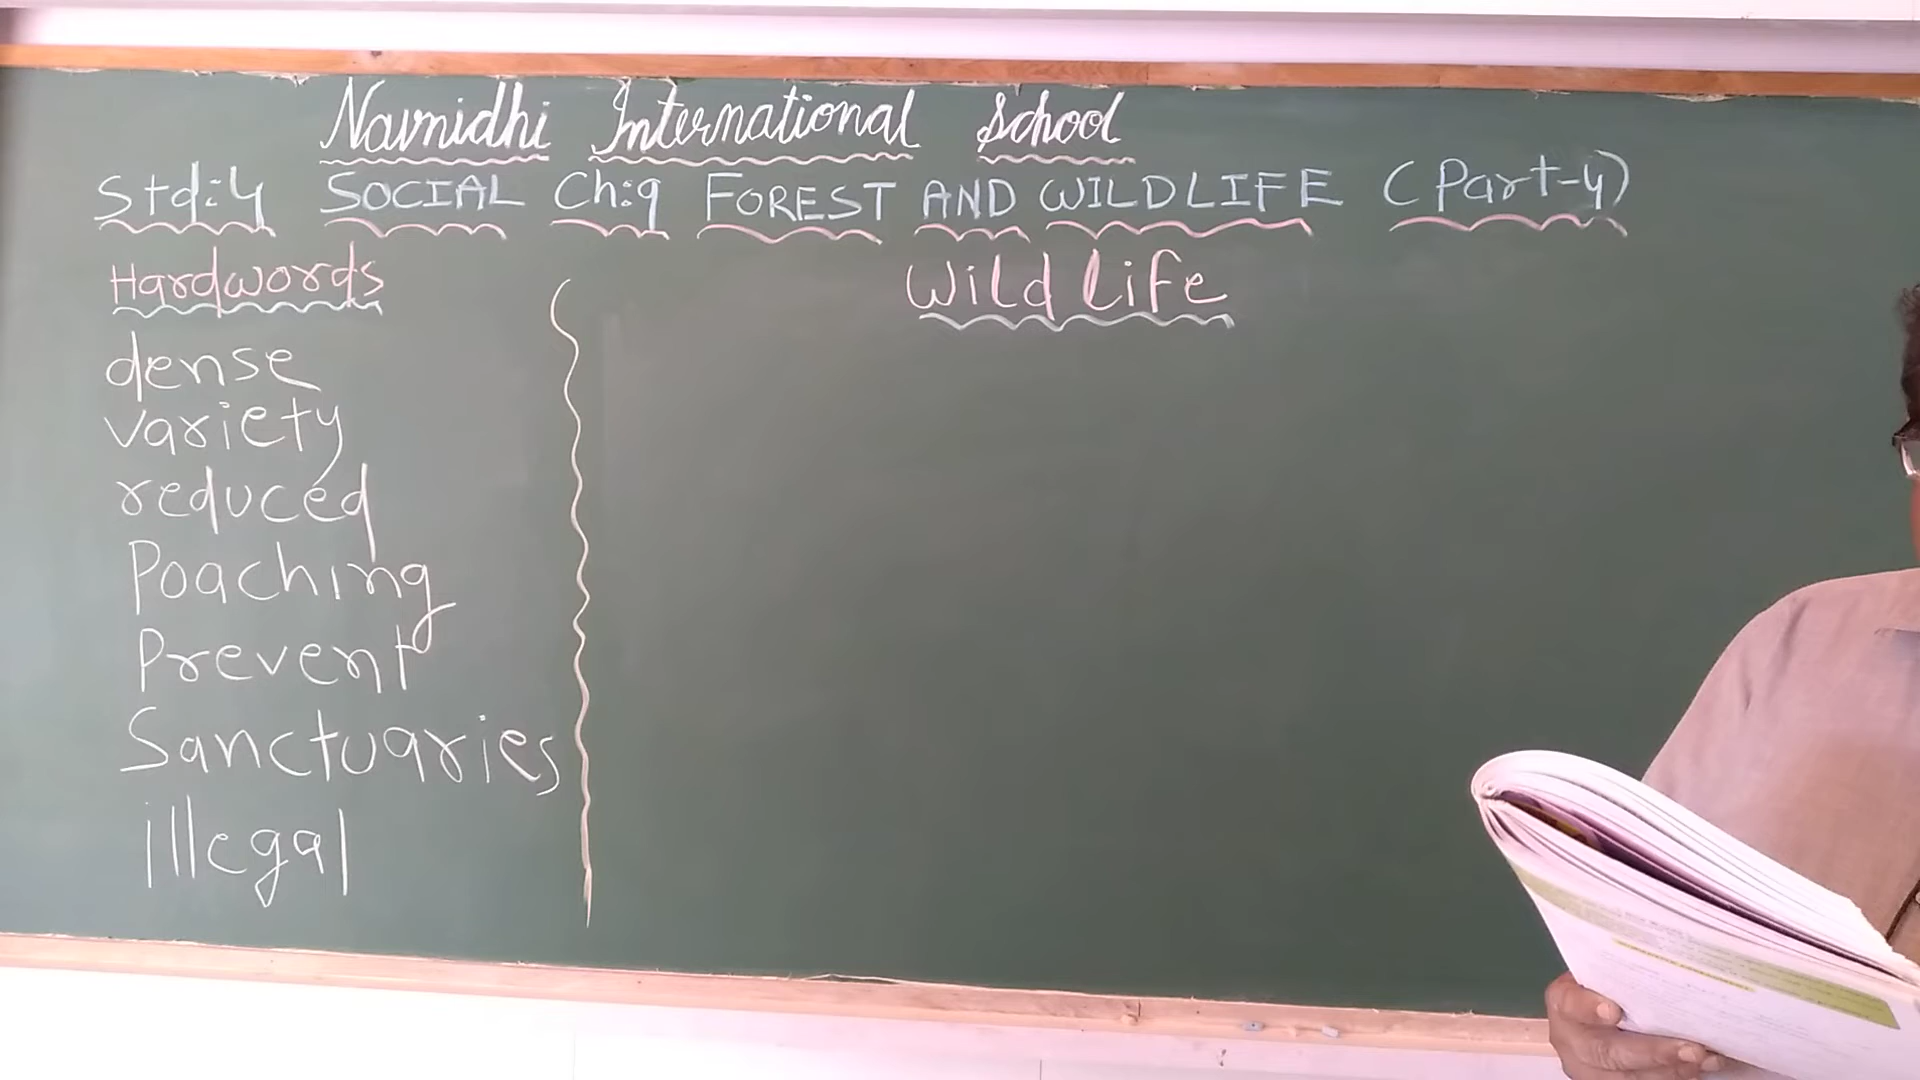 Navnidhi International School
Std:4 SOCIAL Ch:9 FOREST AND WILDLIFE (Part-4)
Hardwords
dense
variety
reduced
Poaching
Prevent
Sanctuaries
illegal
Wild Life